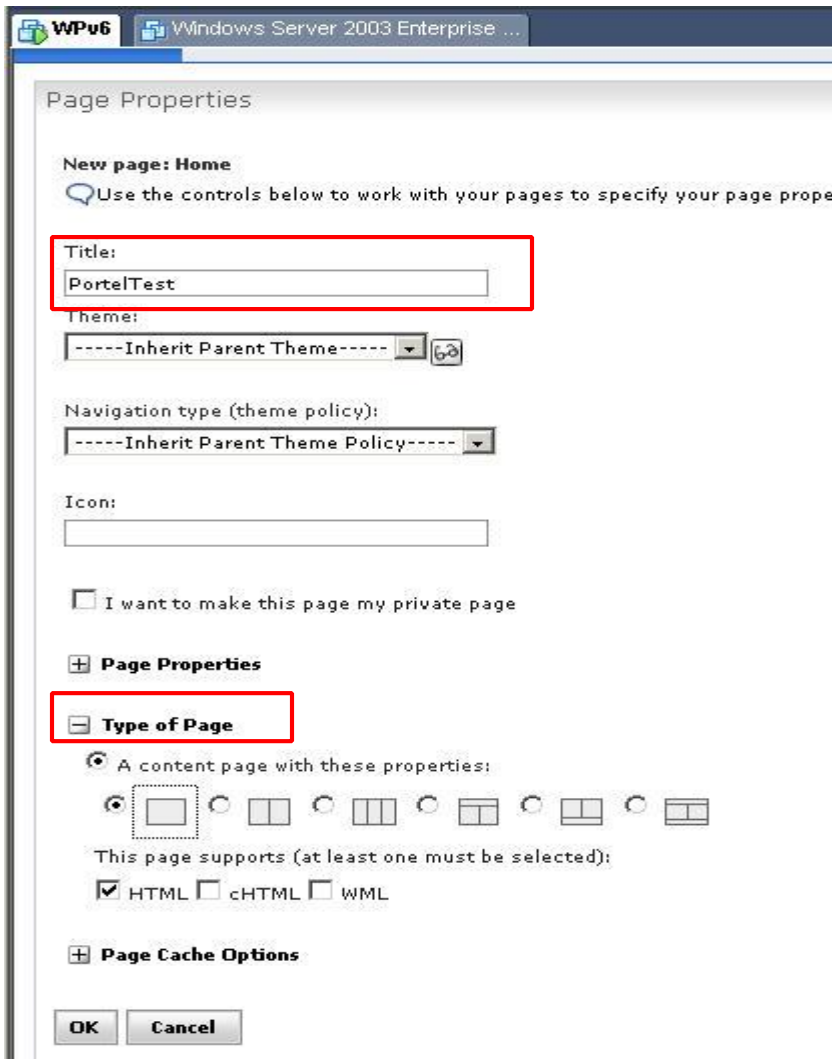 WPv6 Windows Server 2003 Enterprise ...
Page Properties
New page: Home
Use the controls below to work with your pages to specify your page prope
Title:
PortelTest
Theme:
-----Inherit Parent Theme-----
Navigation type (theme policy):
-----Inherit Parent Theme Policy-----
Icon:
I want to make this page my private page
Page Properties
Type of Page
A content page with these properties:
This page supports (at least one must be selected):
HTML cHTML WML
Page Cache Options
OK Cancel